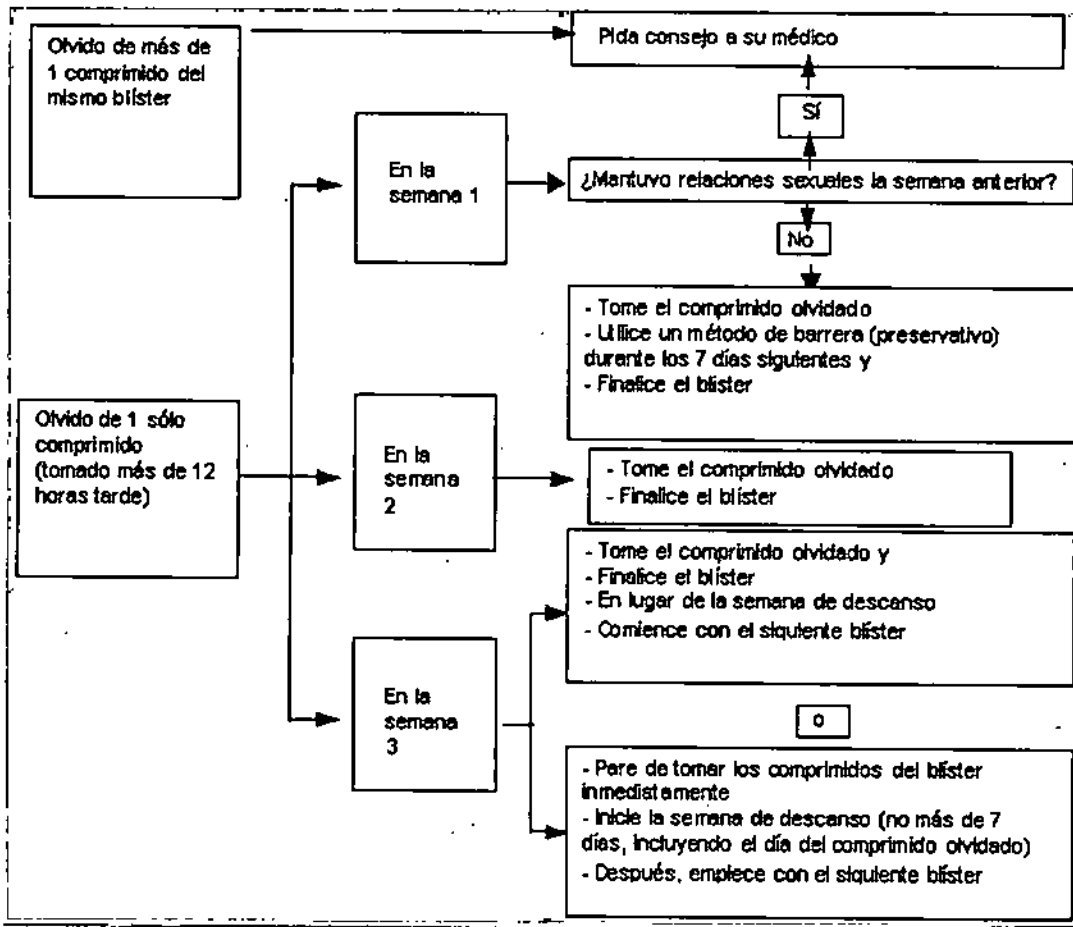 Olvido de más de
1 comprimido del
mismo blíster
Pida consejo a su médico
Sí
En la
semana 1
¿Mantuvo relaciones sexuales la semana anterior?
No
- Tome el comprimido olvidado
- Utilice un método de barrera (preservativo)
durante los 7 días siguientes y
- Finalice el blíster
Olvido de 1 sólo
comprimido
(tomado más de 12
horas tarde)
En la
semana
2
- Tome el comprimido olvidado
- Finalice el blíster
- Tome el comprimido olvidado y
- Finalice el blíster
- En lugar de la semana de descanso
- Comience con el siguiente blíster
En la
semana
3
o
- Pare de tomar los comprimidos del blíster
inmediatamente
- Inicie la semana de descanso (no más de 7
días, incluyendo el día del comprimido olvidado)
- Después, empiece con el siguiente blíster